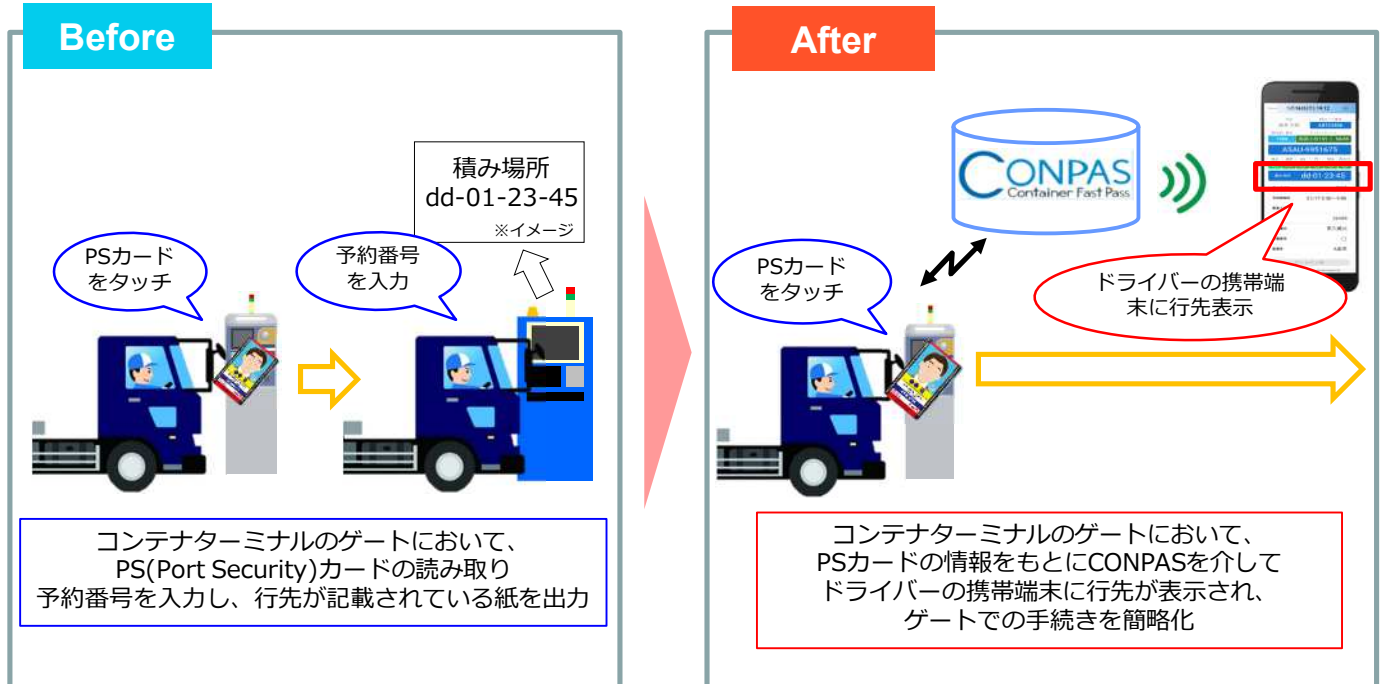 Before
積み場所
dd-01-23-45
※イメージ
PSカード
をタッチ
予約番号
を入力
コンテナターミナルのゲートにおいて、
PS(Port Security)カードの読み取り
予約番号を入力し、行先が記載されている紙を出力
After
CONPAS
Container Fast Pass
dd-01-23-45
PSカード
をタッチ
ドライバーの携帯端
末に行先表示
コンテナターミナルのゲートにおいて、
PSカードの情報をもとにCONPASを介して
ドライバーの携帯端末に行先が表示され、
ゲートでの手続きを簡略化